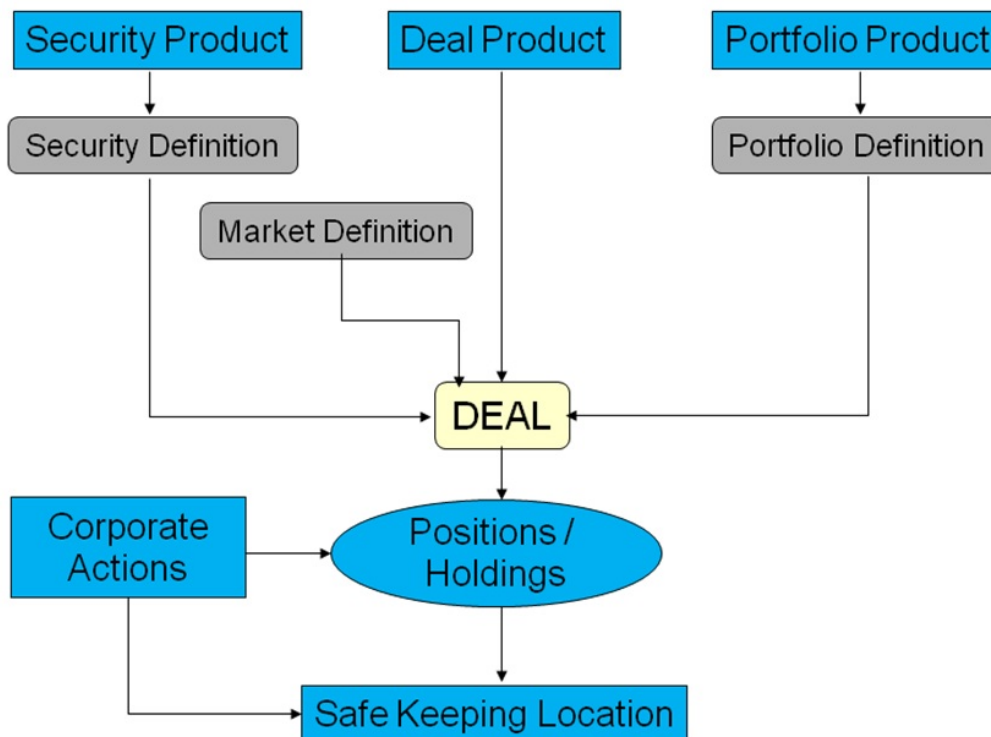 Security Product
Deal Product
Portfolio Product
Security Definition
Portfolio Definition
Market Definition
DEAL
Corporate
Actions
Positions /
Holdings
Safe Keeping Location